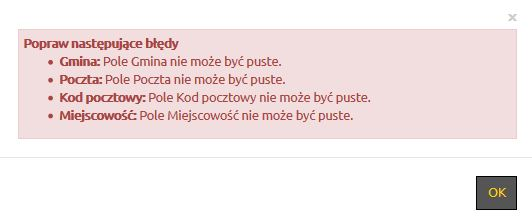 ×
Popraw następujące błędy
• Gmina: Pole Gmina nie może być puste.
• Poczta: Pole Poczta nie może być puste.
• Kod pocztowy: Pole Kod pocztowy nie może być puste.
• Miejscowość: Pole Miejscowość nie może być puste.
OK